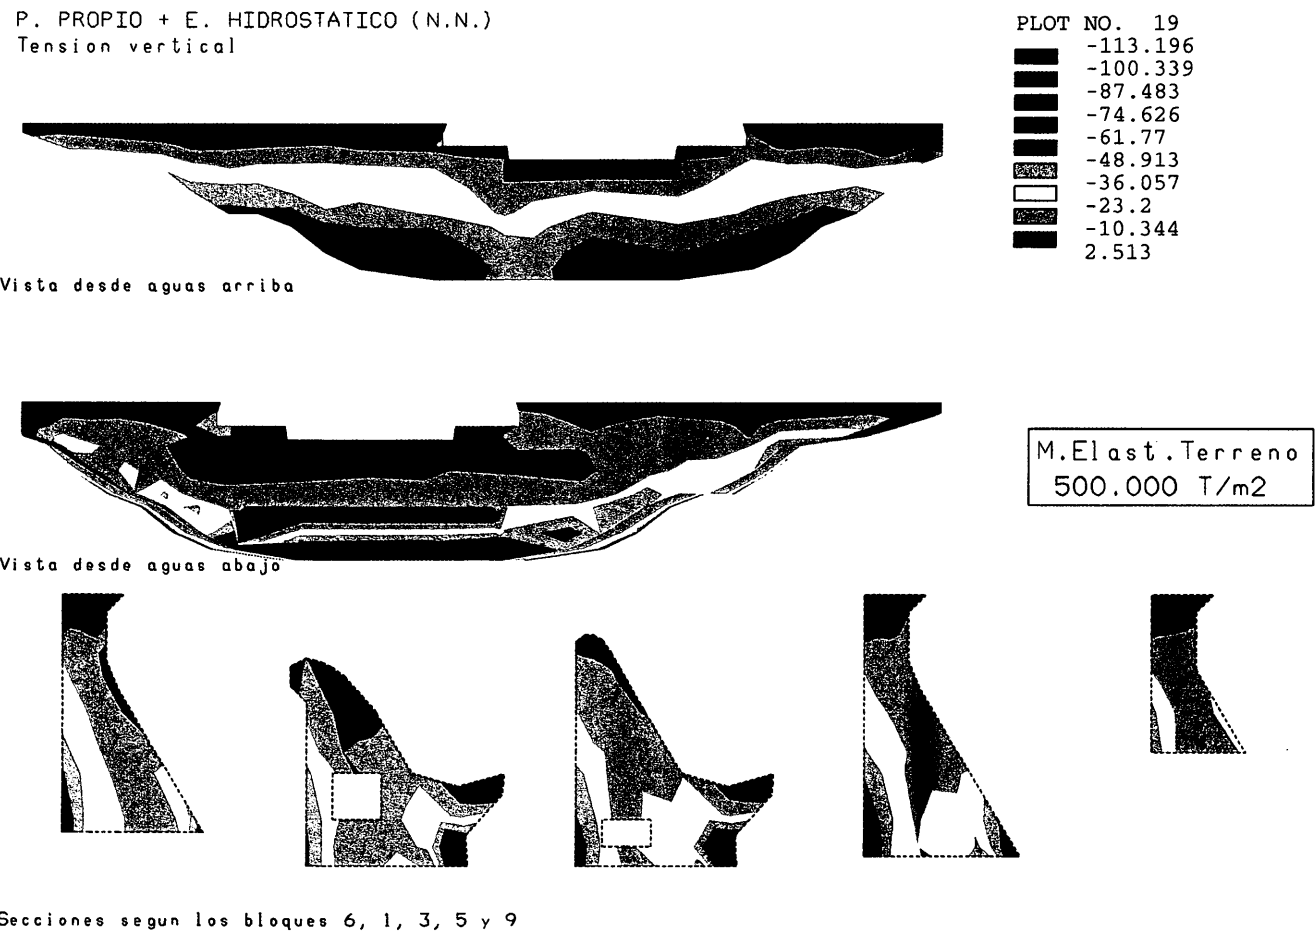 P. PROPIO + E. HIDROSTATICO (N.N.)
Tension vertical
PLOT NO. 19
-113.196
-100.339
-87.483
-74.626
-61.77
-48.913
-36.057
-23.2
-10.344
2.513
Vista desde aguas arriba
M.Elast.Terreno
500.000 T/m2
Vista desde aguas abajo
Secciones segun los bloques 6, 1, 3, 5 y 9